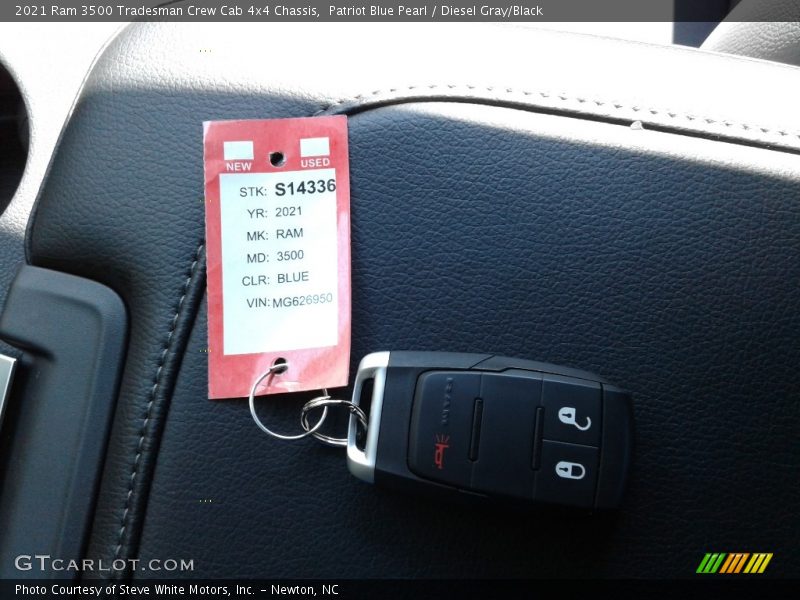 2021 Ram 3500 Tradesman Crew Cab 4x4 Chassis, Patriot Blue Pearl / Diesel Gray/Black
NEW USED
STK: S14336
YR: 2021
MK: RAM
MD: 3500
CLR: BLUE
VIN: MG626950
GTCARLOT.COM
Photo Courtesy of Steve White Motors, Inc. – Newton, NC